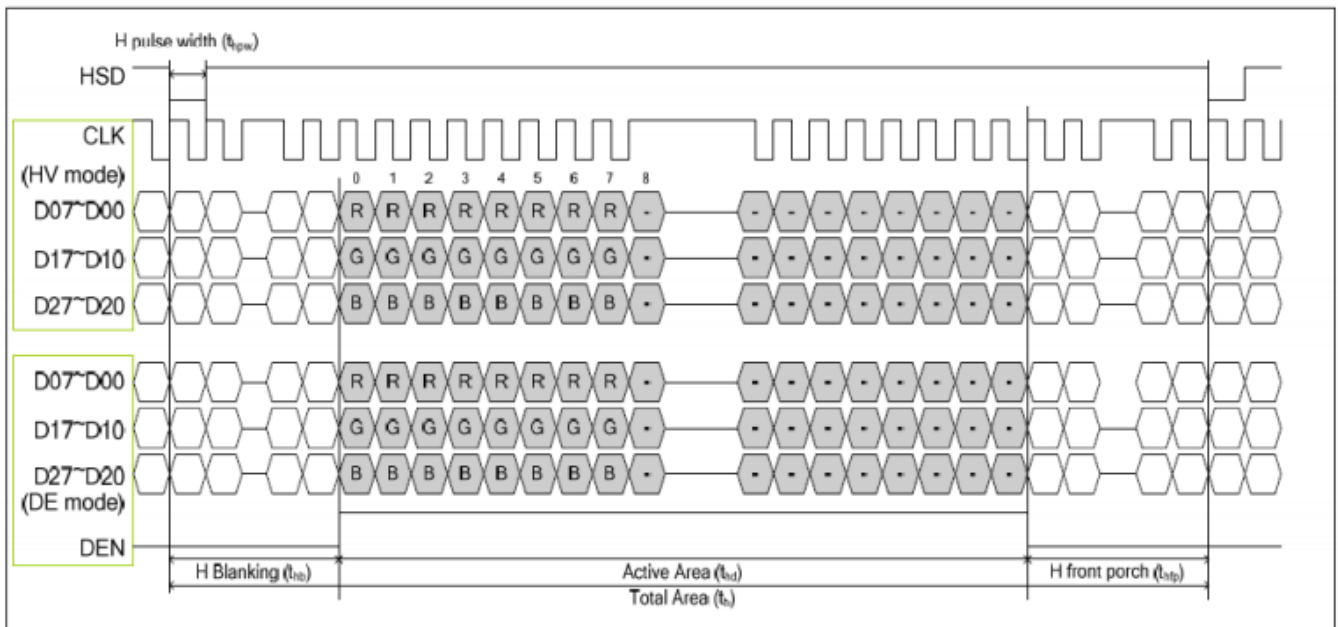 H pulse width (thpw)
HSD
CLK
(HV mode)
0 1 2 3 4 5 6 7 8
D07~D00 R R R R R R R R - - - - - - - - -
D17~D10 G G G G G G G G - - - - - - - - -
D27~D20 B B B B B B B B - - - - - - - - -
D07~D00 R R R R R R R R - - - - - - - - -
D17~D10 G G G G G G G G - - - - - - - - -
D27~D20 B B B B B B B B - - - - - - - - -
(DE mode)
DEN
H Blanking (thb) Active Area (thd) H front porch (thfp)
Total Area (th)